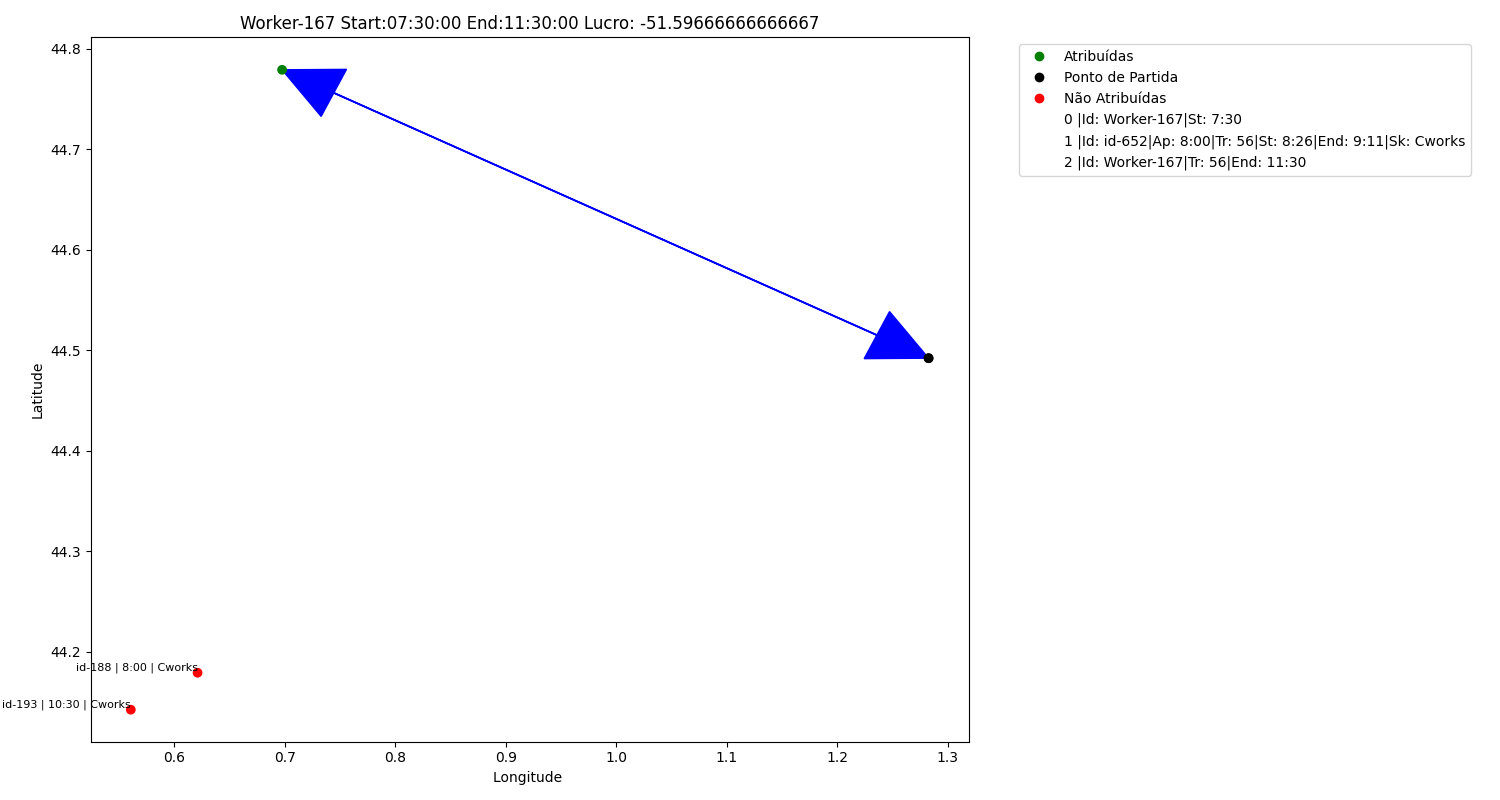 Worker-167 Start:07:30:00 End:11:30:00 Lucro: -51.59666666666667
44.8
44.7
44.6
44.5
44.4
44.3
44.2
Latitude
id-188 | 8:00 | Cworks
id-193 | 10:30 | Cworks
0.6
0.7
0.8
0.9
1.0
1.1
1.2
1.3
Longitude
Atribuídas
Ponto de Partida
Não Atribuídas
0 |Id: Worker-167|St: 7:30
1 |Id: id-652|Ap: 8:00|Tr: 56|St: 8:26|End: 9:11|Sk: Cworks
2 |Id: Worker-167|Tr: 56|End: 11:30